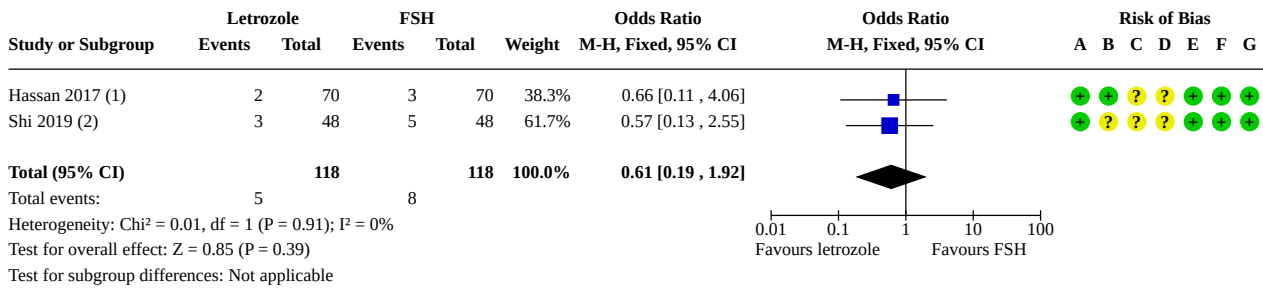 Letrozole FSH Odds Ratio Odds Ratio Risk of Bias
Study or Subgroup Events Total Events Total Weight M-H, Fixed, 95% CI M-H, Fixed, 95% CI A B C D E F G
Hassan 2017 (1) 2 70 3 70 38.3% 0.66 [0.11 , 4.06] + + ? ? + + +
Shi 2019 (2) 3 48 5 48 61.7% 0.57 [0.13 , 2.55] + ? ? ? + + +
Total (95% CI) 118 118 100.0% 0.61 [0.19 , 1.92]
Total events: 5 8
Heterogeneity: Chi² = 0.01, df = 1 (P = 0.91); I² = 0%
0.01 0.1 1 10 100
Test for overall effect: Z = 0.85 (P = 0.39)
Favours letrozole Favours FSH
Test for subgroup differences: Not applicable